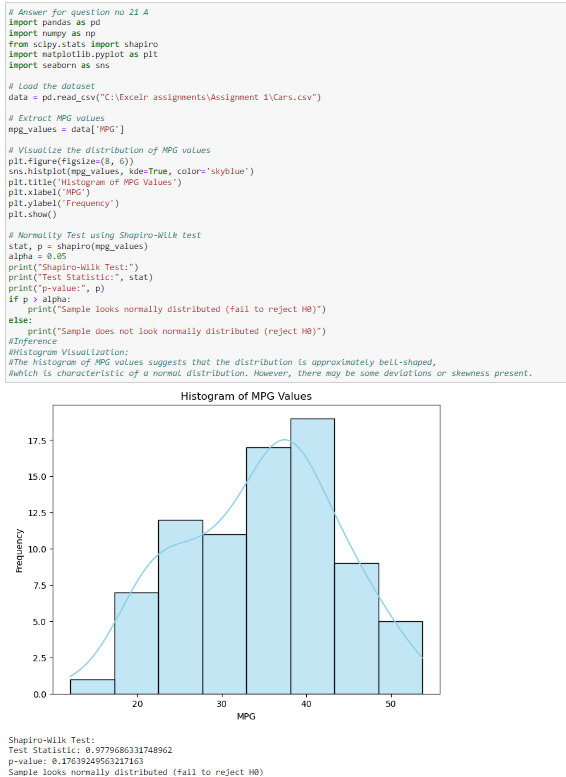 # Answer for question no 21 A
import pandas as pd
import numpy as np
from scipy.stats import shapiro
import matplotlib.pyplot as plt
import seaborn as sns
# Load the dataset
data = pd.read_csv("C:\Excelr assignments\Assignment 1\Cars.csv")
# Extract MPG values
mpg_values = data['MPG']
# Visualize the distribution of MPG values
plt.figure(figsize=(8, 6))
sns.histplot(mpg_values, kde=True, color='skyblue')
plt.title('Histogram of MPG Values')
plt.xlabel('MPG')
plt.ylabel('Frequency')
plt.show()
# Normality Test using Shapiro-Wilk test
stat, p = shapiro(mpg_values)
alpha = 0.05
print("Shapiro-Wilk Test:")
print("Test Statistic:", stat)
print("p-value:", p)
if p > alpha:
    print("Sample looks normally distributed (fail to reject H0)")
else:
    print("Sample does not look normally distributed (reject H0)")
#Inference
#Histogram Visualization:
#The histogram of MPG values suggests that the distribution is approximately bell-shaped,
#which is characteristic of a normal distribution. However, there may be some deviations or skewness present.
Histogram of MPG Values
17.5
15.0
12.5
10.0
7.5
5.0
2.5
0.0
Frequency
20 30 40 50
MPG
Shapiro-Wilk Test:
Test Statistic: 0.9779686331748962
p-value: 0.17639249563217163
Sample looks normally distributed (fail to reject H0)